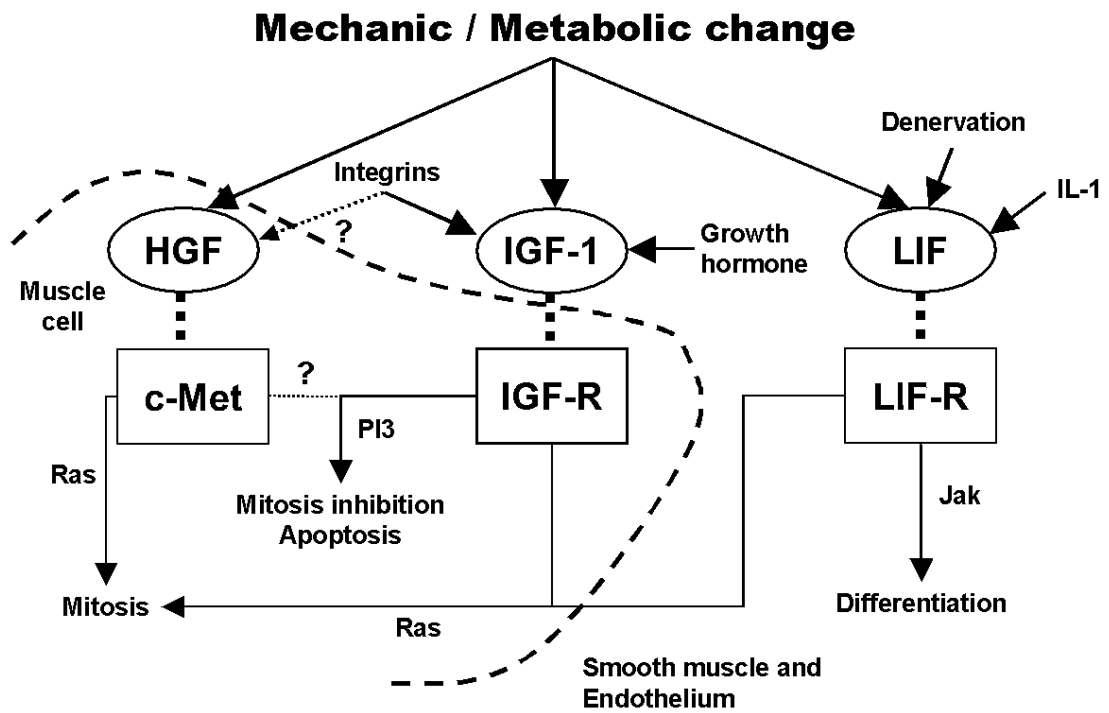 Mechanic / Metabolic change
Denervation
Integrins
IL-1
?
HGF
IGF-1
Growth
hormone
LIF
Muscle
cell
?
c-Met
IGF-R
LIF-R
PI3
Ras
Mitosis inhibition
Apoptosis
Jak
Mitosis
Differentiation
Ras
Smooth muscle and
Endothelium